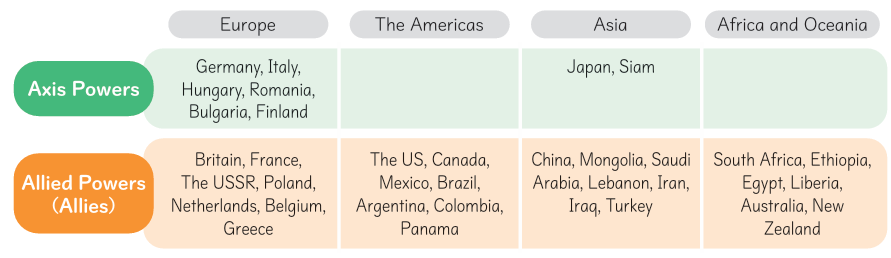 Europe
The Americas
Asia
Africa and Oceania
Axis Powers
Germany, Italy,
Hungary, Romania,
Bulgaria, Finland
Japan, Siam
Allied Powers
(Allies)
Britain, France,
The USSR, Poland,
Netherlands, Belgium,
Greece
The US, Canada,
Mexico, Brazil,
Argentina, Colombia,
Panama
China, Mongolia, Saudi
Arabia, Lebanon, Iran,
Iraq, Turkey
South Africa, Ethiopia,
Egypt, Liberia,
Australia, New
Zealand